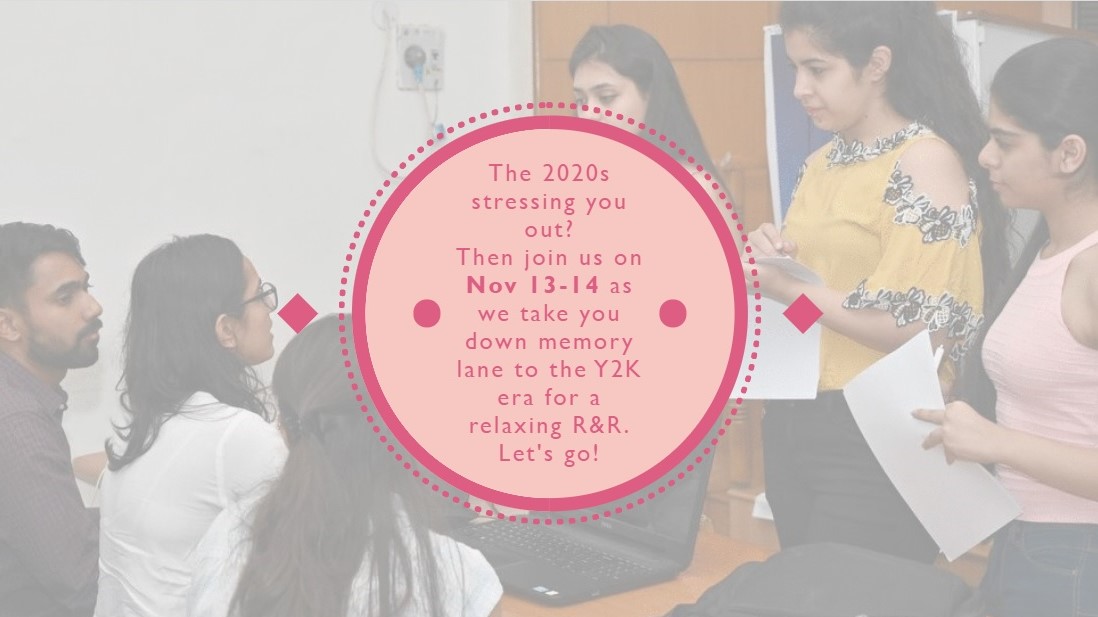 The 2020s
stressing you
out?
Then join us on
Nov 13-14 as
we take you
down memory
lane to the Y2K
era for a
relaxing R&R.
Let's go!